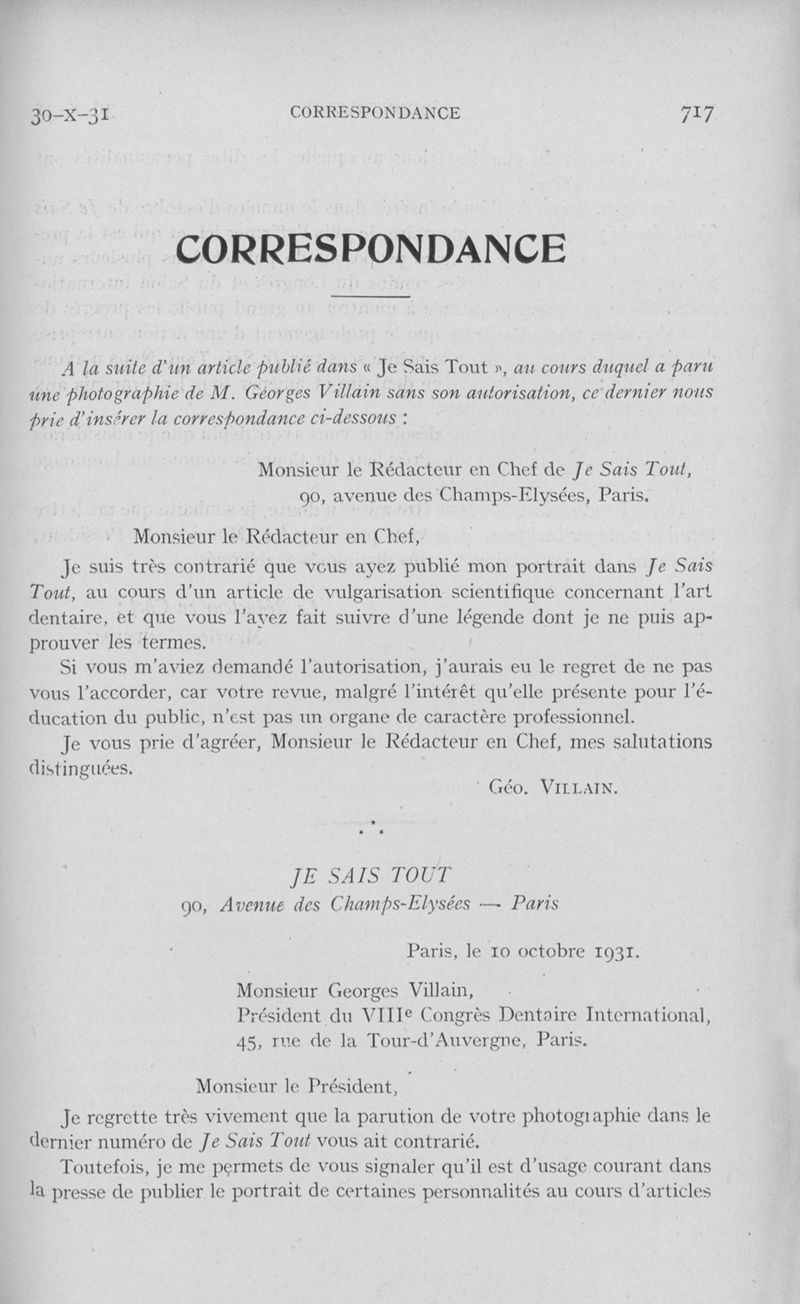 30-X-31 CORRESPONDANCE 717
CORRESPONDANCE
A la suite d'un article publié dans « Je Sais Tout », au cours duquel a paru
une photographie de M. Georges Villain sans son autorisation, ce dernier nous
prie d'insérer la correspondance ci-dessous :
Monsieur le Rédacteur en Chef de Je Sais Tout,
90, avenue des Champs-Elysées, Paris.
Monsieur le Rédacteur en Chef,
Je suis très contrarié que vous ayez publié mon portrait dans Je Sais
Tout, au cours d'un article de vulgarisation scientifique concernant l'art
dentaire, et que vous l'ayez fait suivre d'une légende dont je ne puis ap-
prouver les termes.
Si vous m'aviez demandé l'autorisation, j'aurais eu le regret de ne pas
vous l'accorder, car votre revue, malgré l'intérêt qu'elle présente pour l'é-
ducation du public, n'est pas un organe de caractère professionnel.
Je vous prie d'agréer, Monsieur le Rédacteur en Chef, mes salutations
distinguées.
Géo. VILLAIN.
JE SAIS TOUT
90, Avenue des Champs-Elysées — Paris
Paris, le 10 octobre 1931.
Monsieur Georges Villain,
Président du VIIIe Congrès Dentaire International,
45, rue de la Tour-d'Auvergne, Paris.
Monsieur le Président,
Je regrette très vivement que la parution de votre photographie dans le
dernier numéro de Je Sais Tout vous ait contrarié.
Toutefois, je me permets de vous signaler qu'il est d'usage courant dans
la presse de publier le portrait de certaines personnalités au cours d'articles